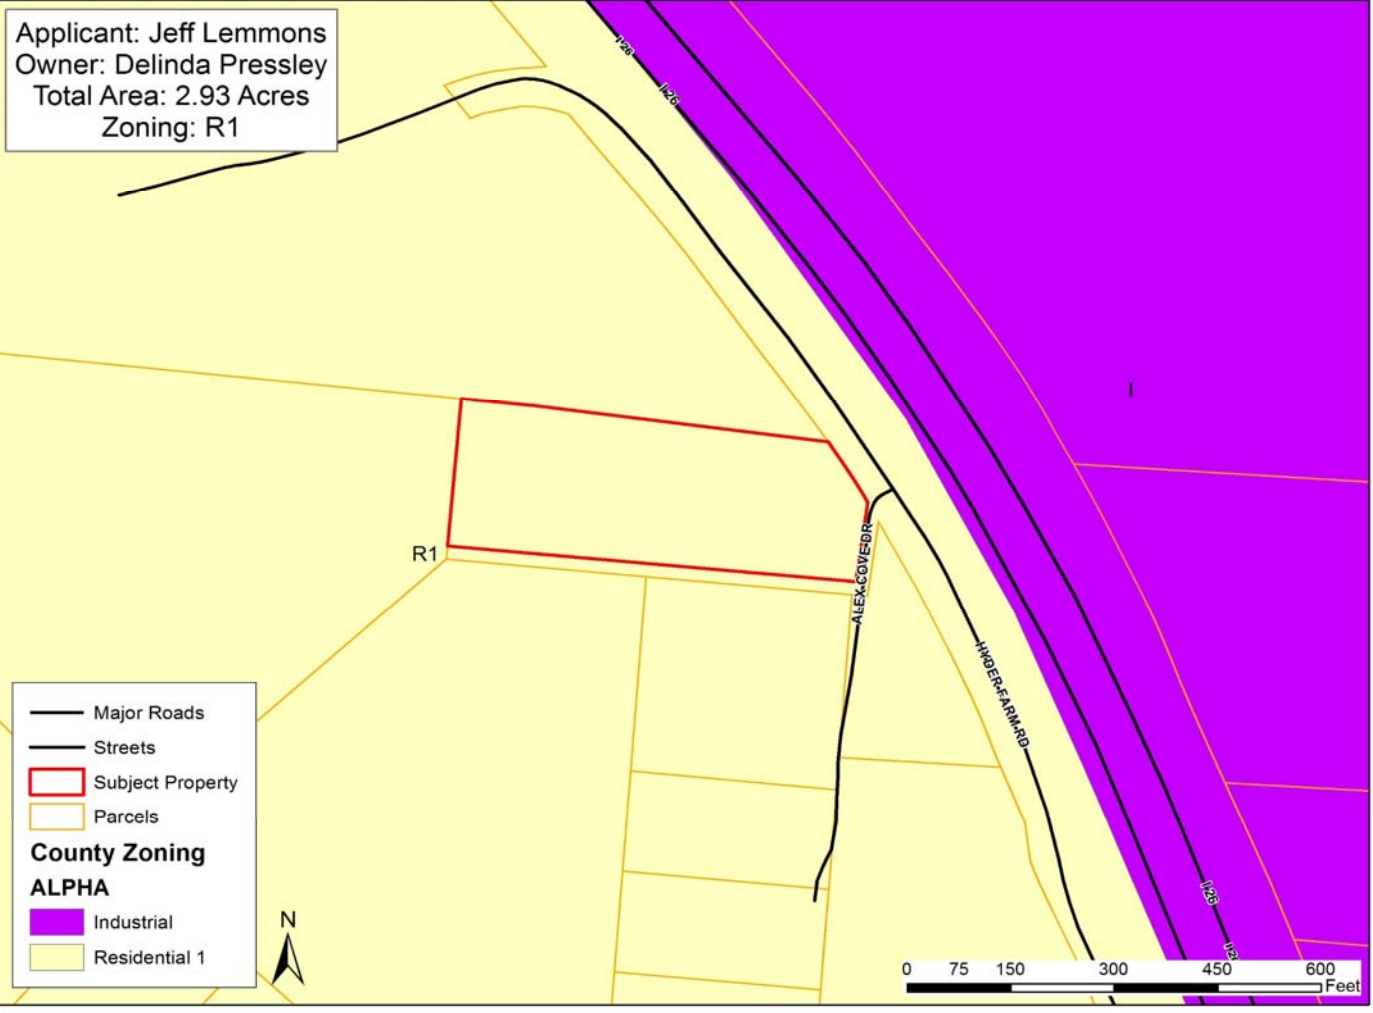 Applicant: Jeff Lemmons
Owner: Delinda Pressley
Total Area: 2.93 Acres
Zoning: R1
I-26
I-26
I
R1
ALEX COVE DR
HYDER FARM RD
Major Roads
Streets
Subject Property
Parcels
County Zoning
ALPHA
Industrial
Residential 1
N
I-26
I-26
0 75 150 300 450 600
Feet